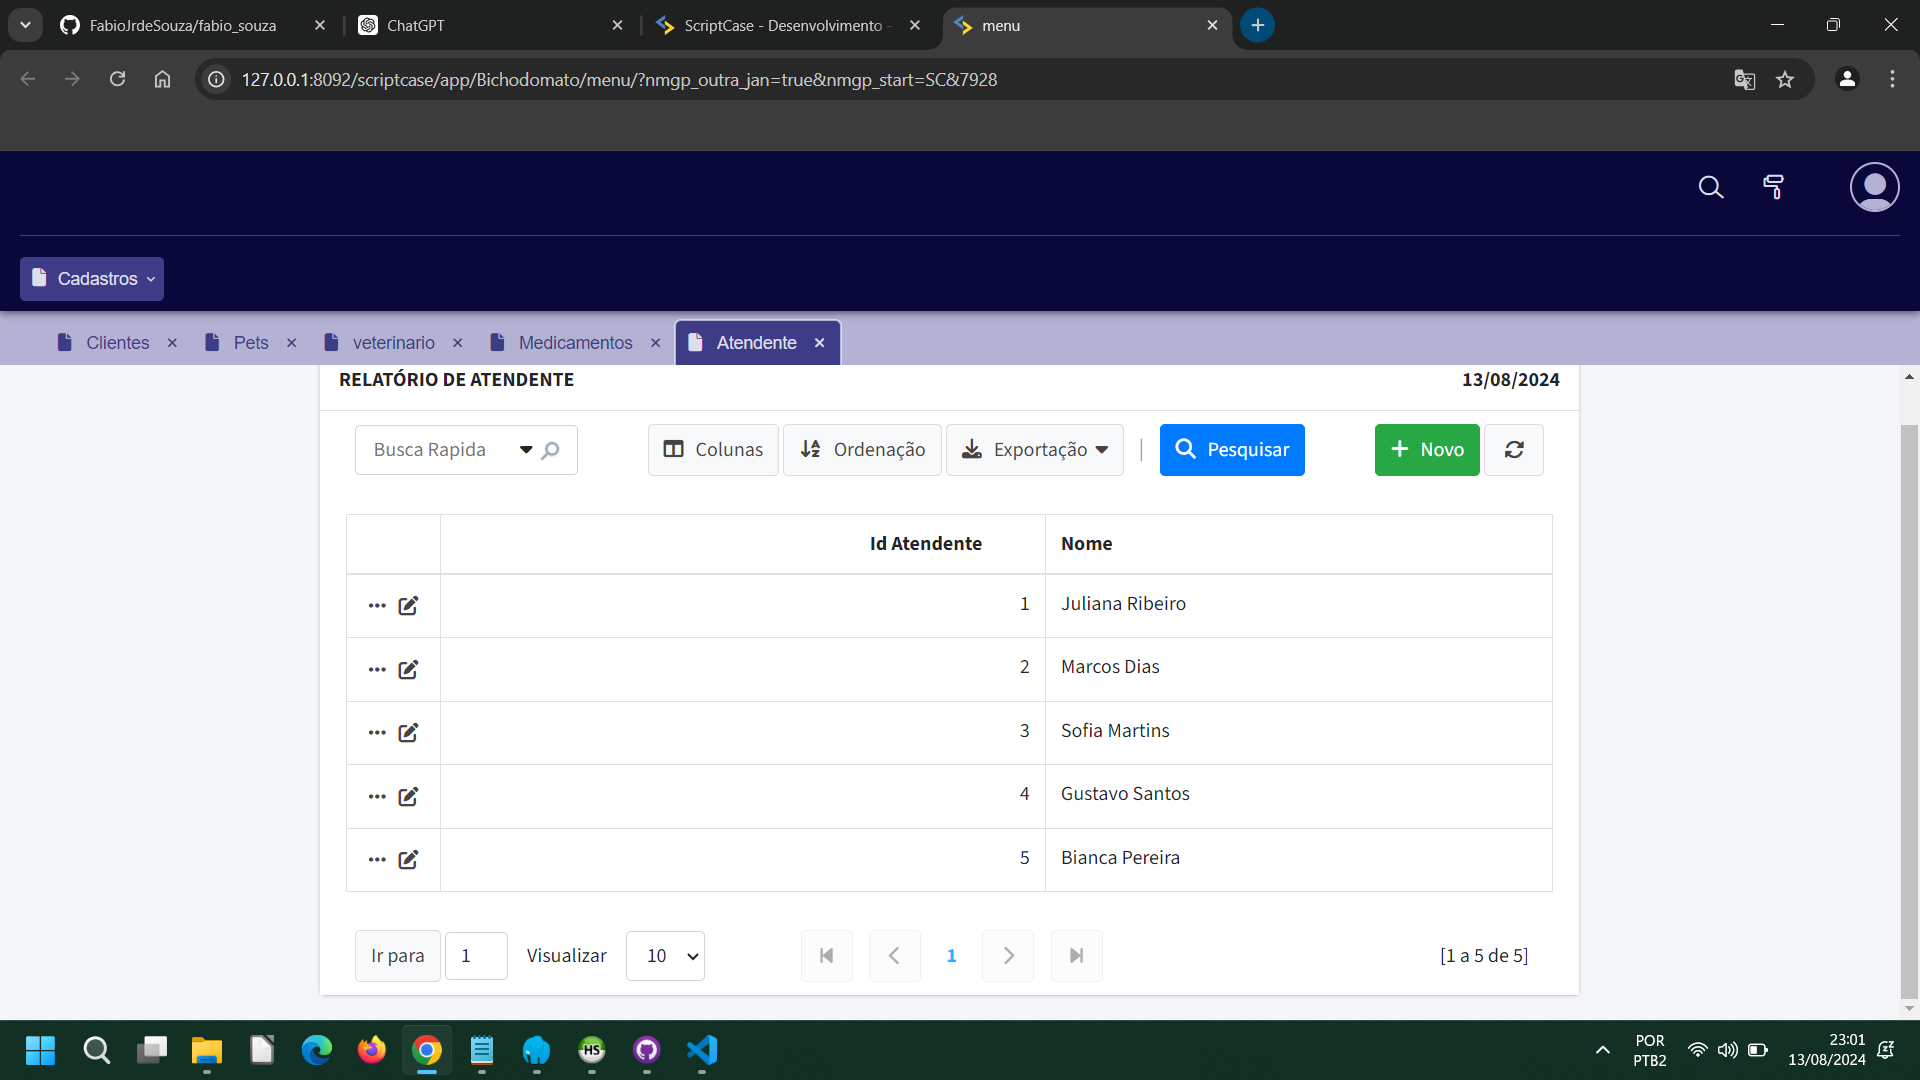 FabioJrdeSouza/fabio_souza
ChatGPT
ScriptCase - Desenvolvimento -
menu
127.0.0.1:8092/scriptcase/app/Bichodomato/menu/?nmgp_outra_jan=true&nmgp_start=SC&7928
Cadastros
Clientes
Pets
veterinario
Medicamentos
Atendente
RELATÓRIO DE ATENDENTE 13/08/2024
Busca Rapida
Colunas
Ordenação
Exportação
Pesquisar
Novo
Id Atendente Nome
1 Juliana Ribeiro
2 Marcos Dias
3 Sofia Martins
4 Gustavo Santos
5 Bianca Pereira
Ir para 1 Visualizar 10 1 [1 a 5 de 5]
HS
POR
PTB2
23:01
13/08/2024